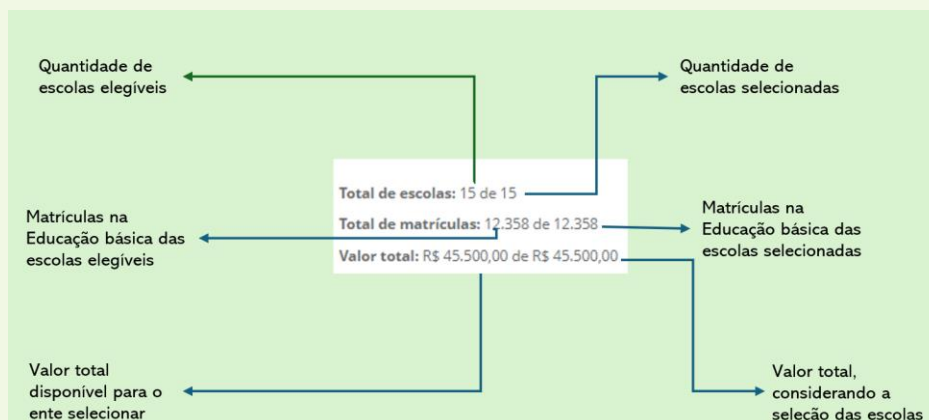 Quantidade de
escolas elegíveis
Quantidade de
escolas selecionadas
Total de escolas: 15 de 15
Total de matrículas: 12.358 de 12.358
Valor total: R$ 45.500,00 de R$ 45.500,00
Matrículas na
Educação básica das
escolas elegíveis
Matrículas na
Educação básica das
escolas selecionadas
Valor total
disponível para o
ente selecionar
Valor total,
considerando a
seleção das escolas